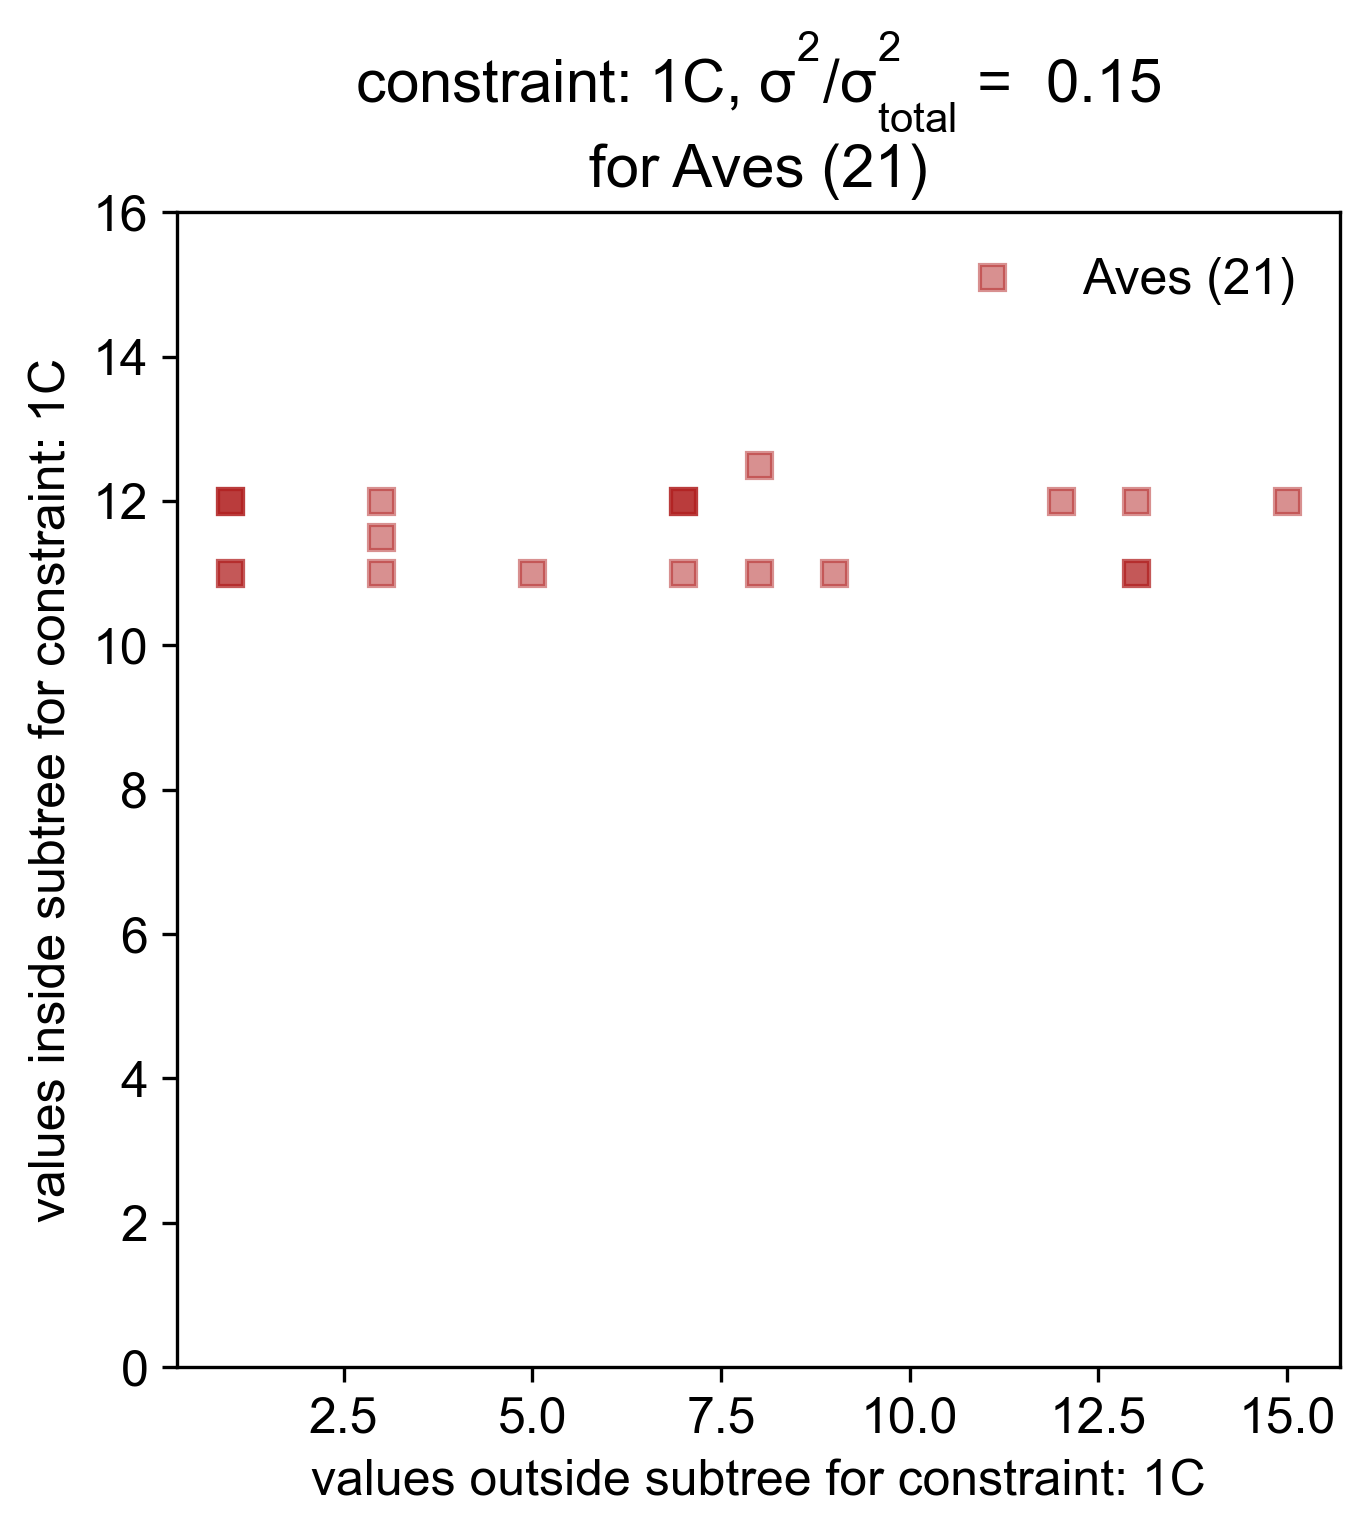 constraint: 1C, σ²/σ²total = 0.15
for Aves (21)
Aves (21)
16
14
12
10
8
6
4
2
0
values inside subtree for constraint: 1C
2.5 5.0 7.5 10.0 12.5 15.0
values outside subtree for constraint: 1C